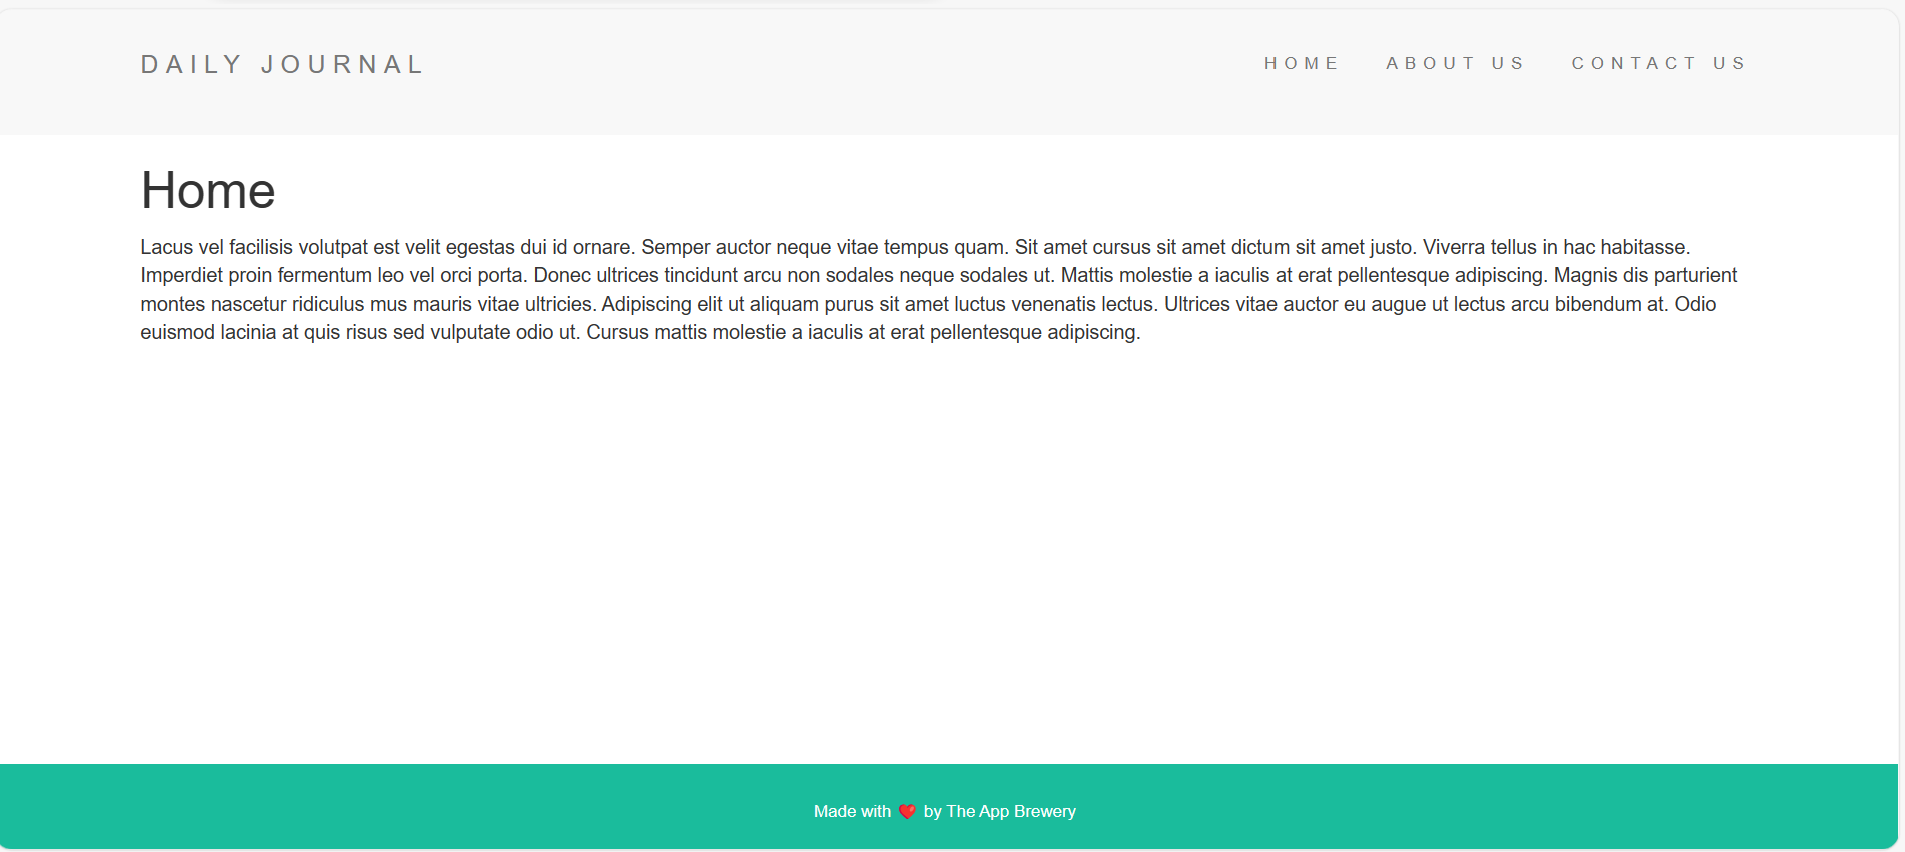 DAILY JOURNAL
HOME ABOUT US CONTACT US
Home
Lacus vel facilisis volutpat est velit egestas dui id ornare. Semper auctor neque vitae tempus quam. Sit amet cursus sit amet dictum sit amet justo. Viverra tellus in hac habitasse.
Imperdiet proin fermentum leo vel orci porta. Donec ultrices tincidunt arcu non sodales neque sodales ut. Mattis molestie a iaculis at erat pellentesque adipiscing. Magnis dis parturient
montes nascetur ridiculus mus mauris vitae ultricies. Adipiscing elit ut aliquam purus sit amet luctus venenatis lectus. Ultrices vitae auctor eu augue ut lectus arcu bibendum at. Odio
euismod lacinia at quis risus sed vulputate odio ut. Cursus mattis molestie a iaculis at erat pellentesque adipiscing.
Made with ❤️ by The App Brewery